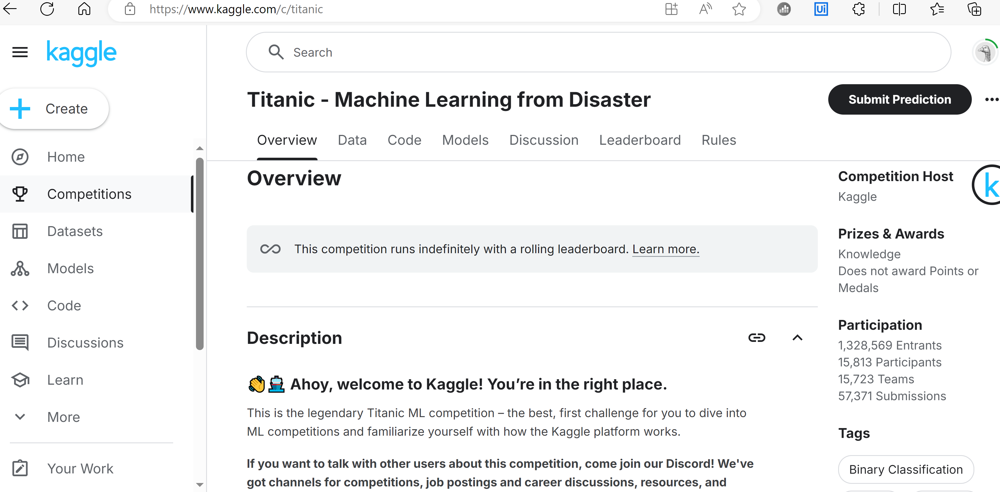 https://www.kaggle.com/c/titanic
Ui
kaggle
Search
Create
Home
Competitions
Datasets
Models
Code
Discussions
Learn
More
Your Work
Titanic - Machine Learning from Disaster
Submit Prediction
Overview Data Code Models Discussion Leaderboard Rules
Overview
This competition runs indefinitely with a rolling leaderboard. Learn more.
Description
👋🚢 Ahoy, welcome to Kaggle! You’re in the right place.
This is the legendary Titanic ML competition – the best, first challenge for you to dive into
ML competitions and familiarize yourself with how the Kaggle platform works.
If you want to talk with other users about this competition, come join our Discord! We've
got channels for competitions, job postings and career discussions, resources, and
Competition Host
Kaggle
k
Prizes & Awards
Knowledge
Does not award Points or
Medals
Participation
1,328,569 Entrants
15,813 Participants
15,723 Teams
57,371 Submissions
Tags
Binary Classification